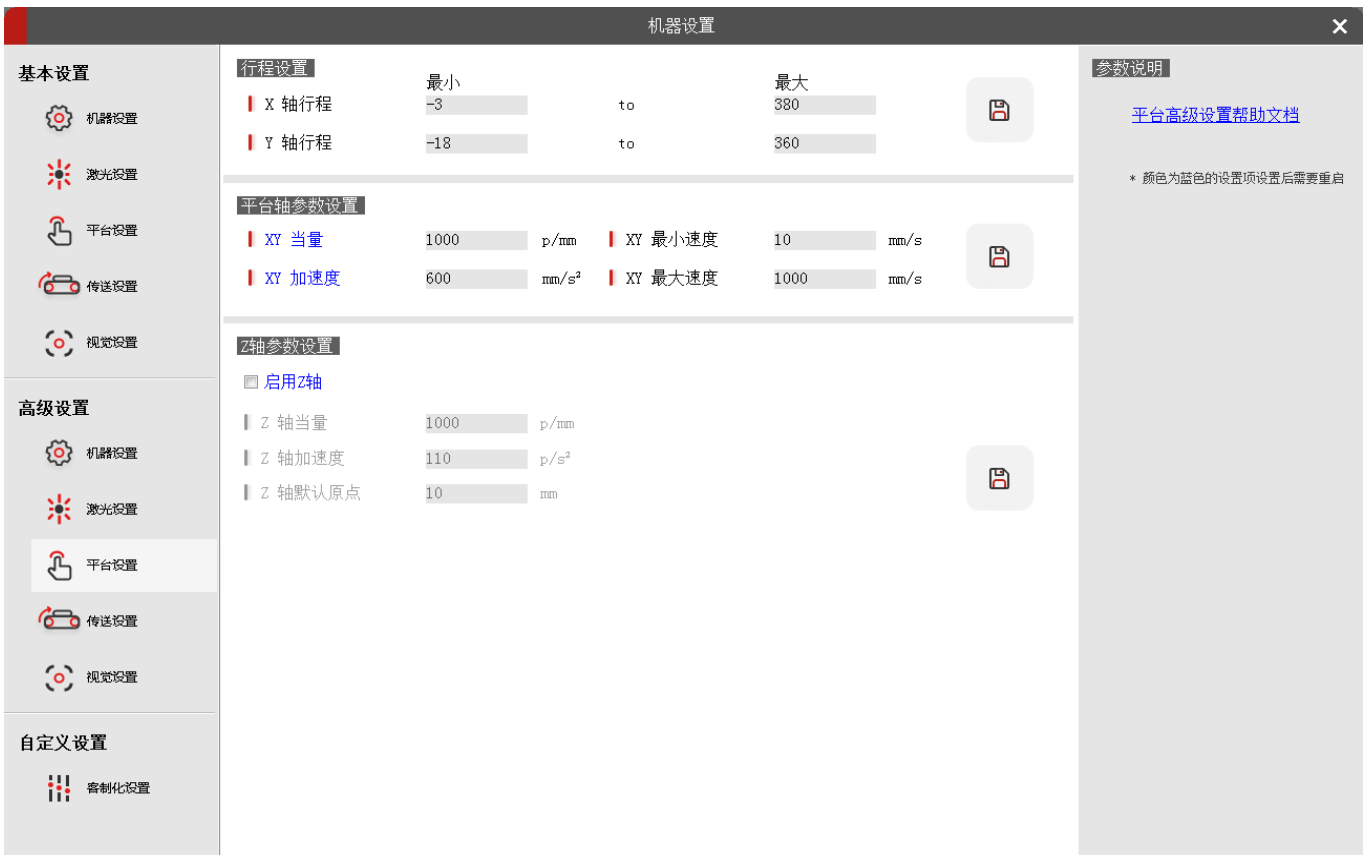 机器设置
基本设置
机器设置
激光设置
平台设置
传送设置
视觉设置
高级设置
机器设置
激光设置
平台设置
传送设置
视觉设置
自定义设置
客制化设置
行程设置
最小 最大
X 轴行程 -3 to 380
Y 轴行程 -18 to 360
平台轴参数设置
XY 当量 1000 p/mm XY 最小速度 10 mm/s
XY 加速度 600 mm/s² XY 最大速度 1000 mm/s
Z轴参数设置
启用Z轴
Z 轴当量 1000 p/mm
Z 轴加速度 110 p/s²
Z 轴默认原点 10 mm
参数说明
平台高级设置帮助文档
* 颜色为蓝色的设置项设置后需要重启